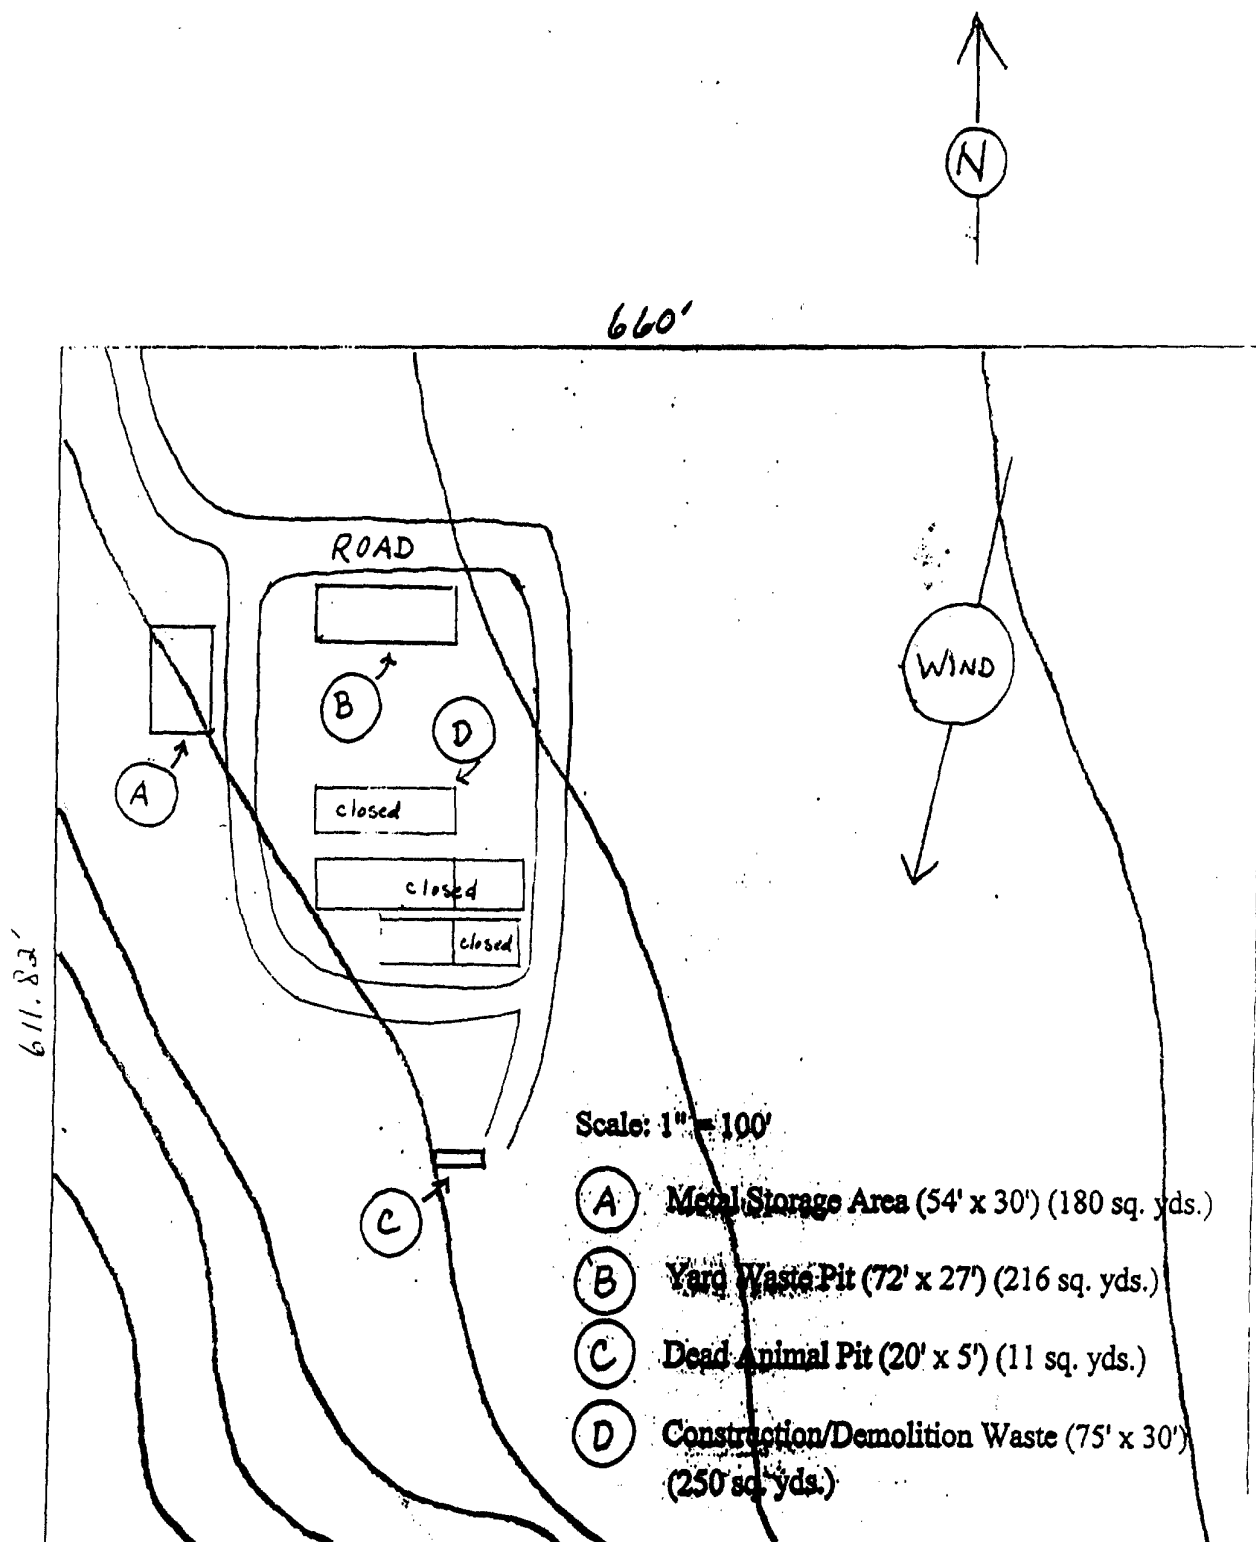 N
660'
ROAD
WIND
B
D
A
closed
closed
closed
611.82'
C
Scale: 1" = 100'
A Metal Storage Area (54' x 30') (180 sq. yds.)
B Yard Waste Pit (72' x 27') (216 sq. yds.)
C Dead Animal Pit (20' x 5') (11 sq. yds.)
D Construction/Demolition Waste (75' x 30')
(250 sq. yds.)